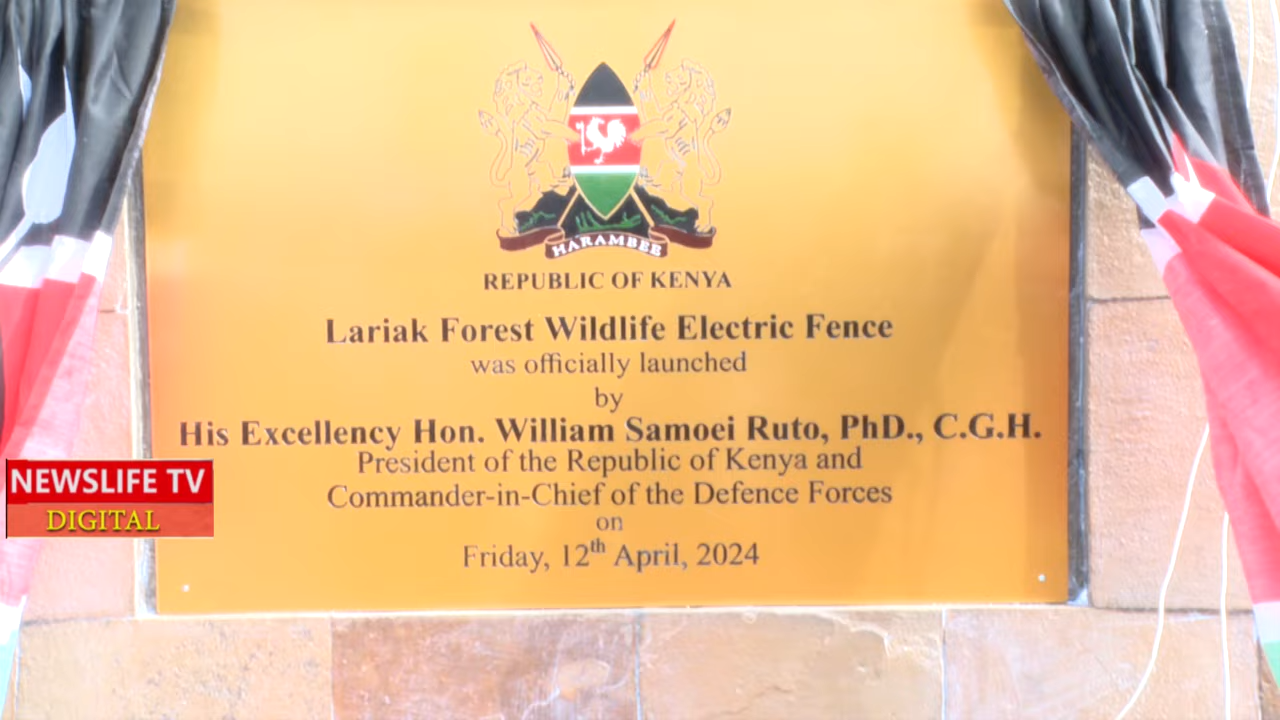 HARAMBEE
REPUBLIC OF KENYA
Lariak Forest Wildlife Electric Fence
was officially launched
by
His Excellency Hon. William Samoei Ruto, PhD., C.G.H.
President of the Republic of Kenya and
Commander-in-Chief of the Defence Forces
on
Friday, 12th April, 2024
NEWSLIFE TV
DIGITAL